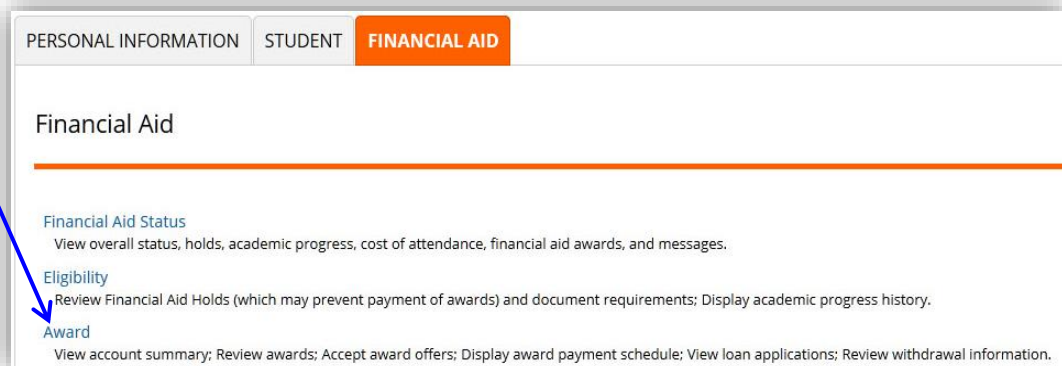 PERSONAL INFORMATION STUDENT FINANCIAL AID
Financial Aid
Financial Aid Status
View overall status, holds, academic progress, cost of attendance, financial aid awards, and messages.
Eligibility
Review Financial Aid Holds (which may prevent payment of awards) and document requirements; Display academic progress history.
Award
View account summary; Review awards; Accept award offers; Display award payment schedule; View loan applications; Review withdrawal information.